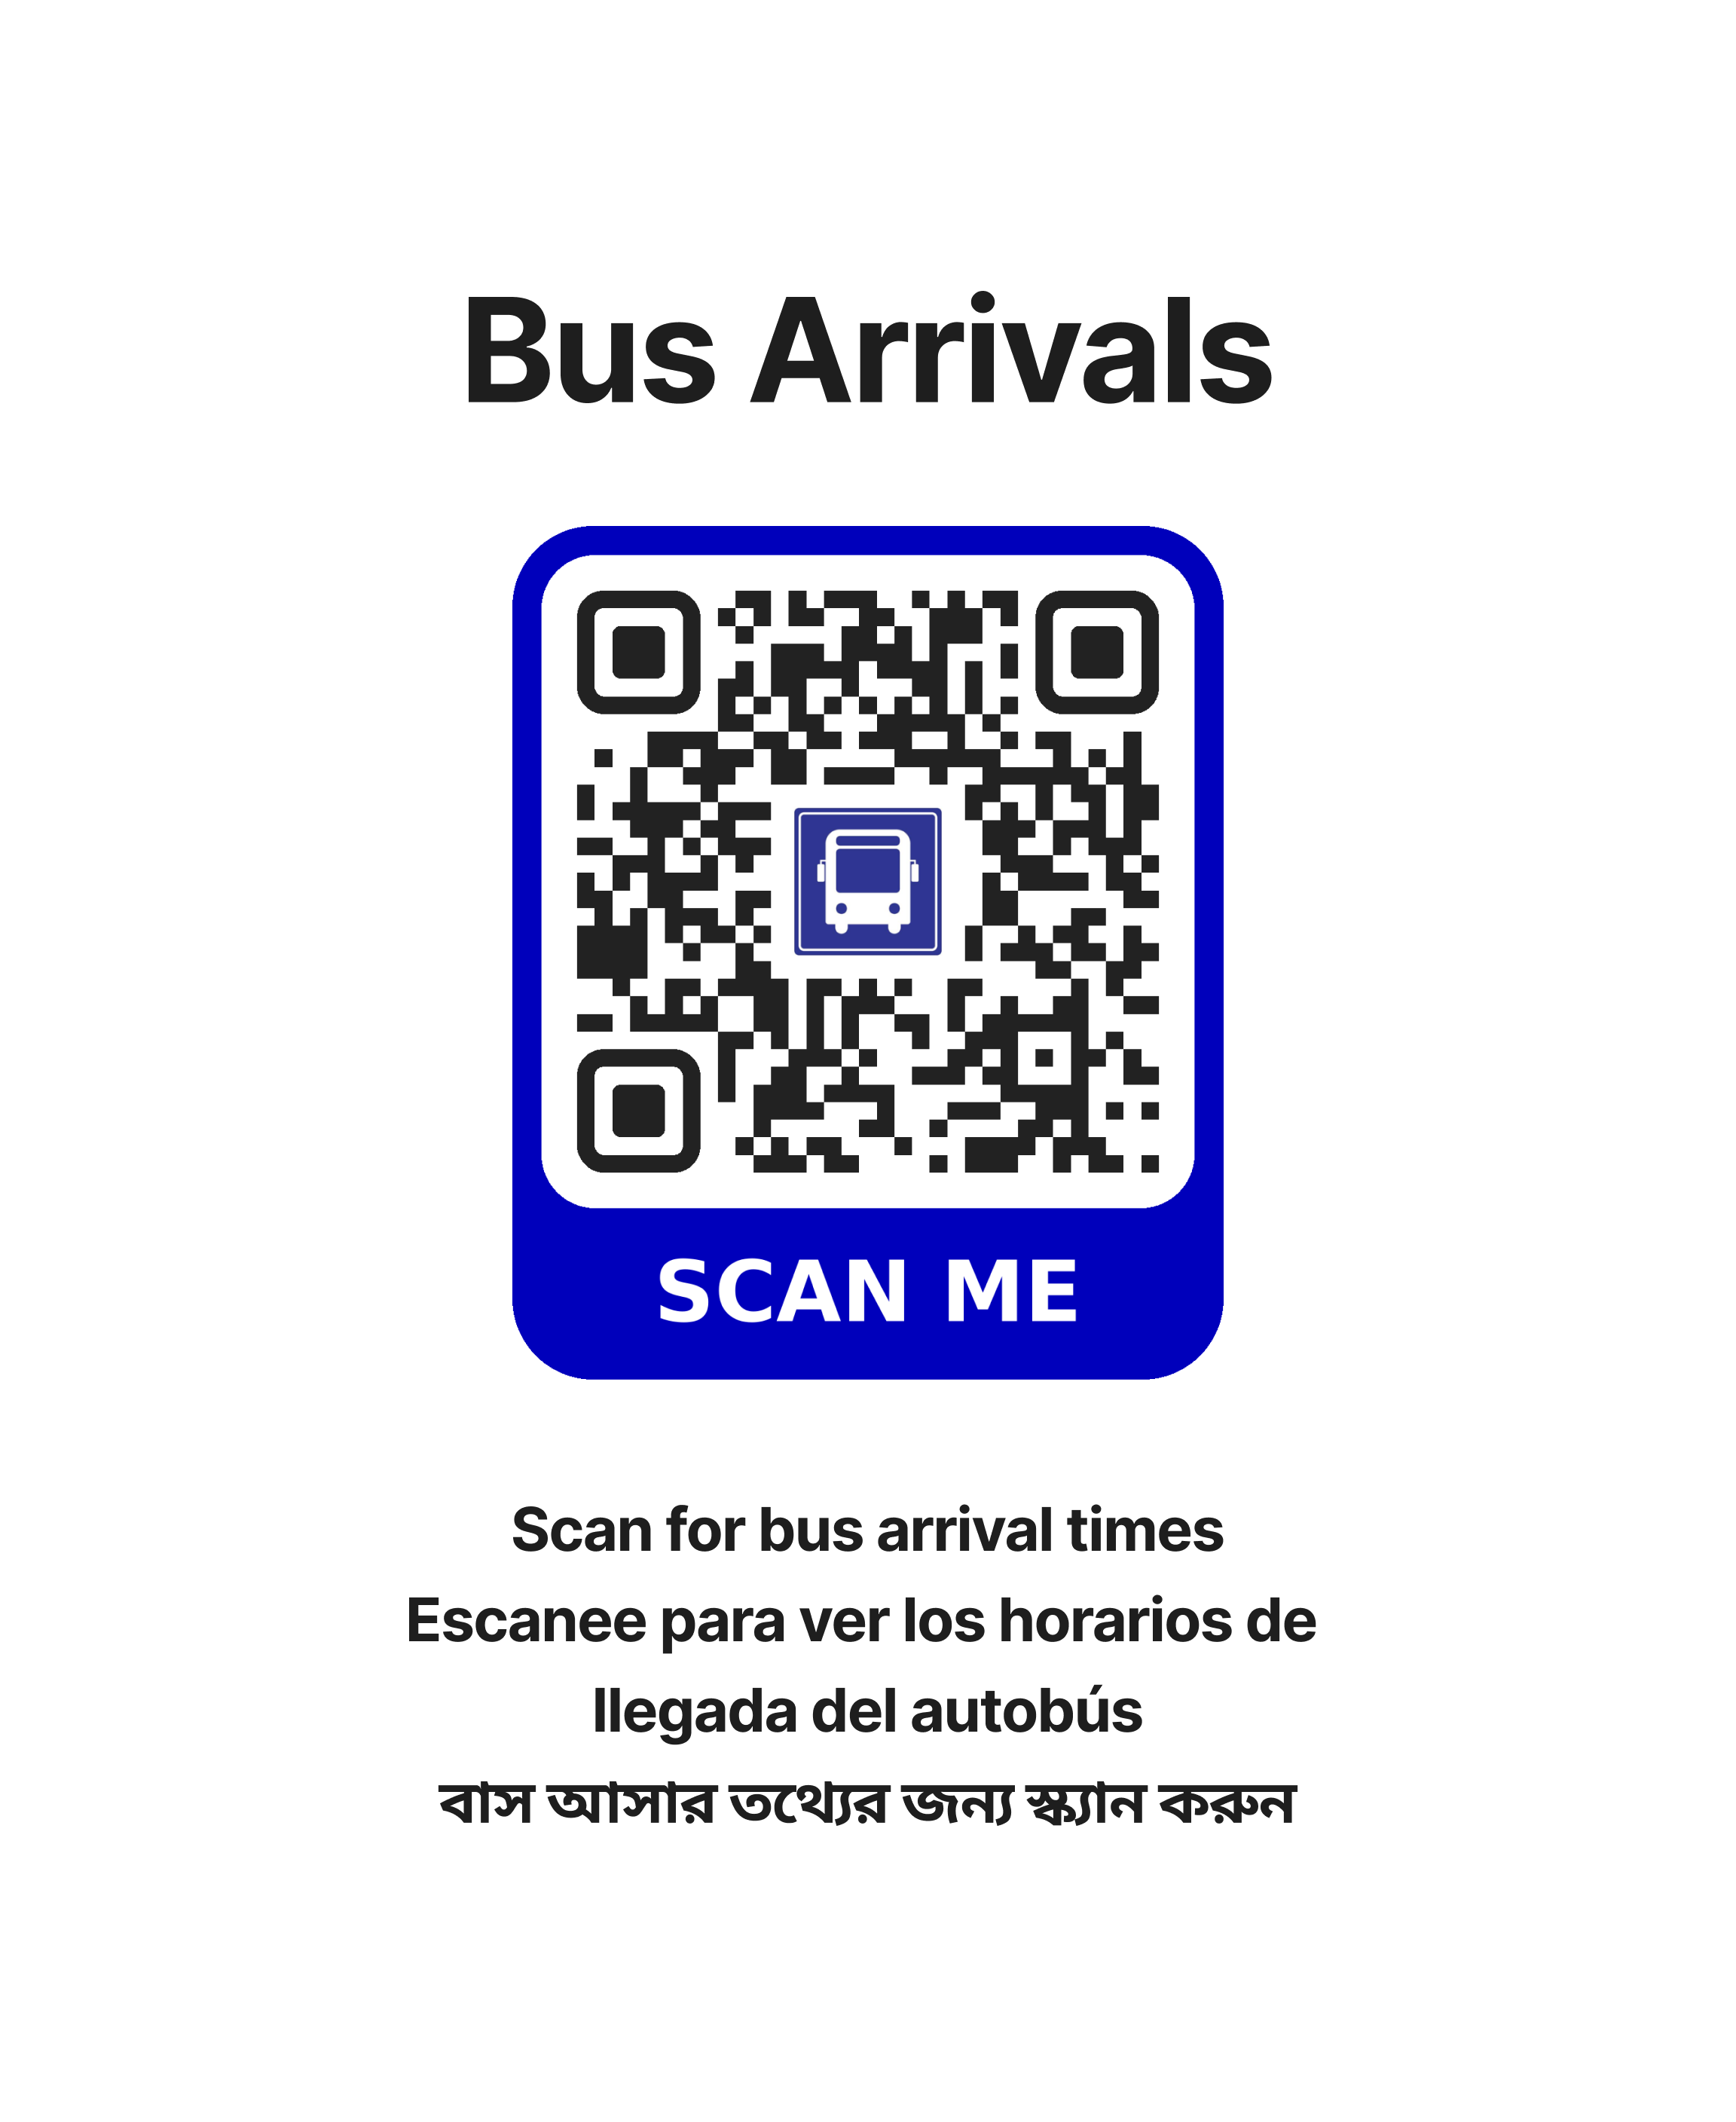 Bus Arrivals
SCAN ME
Scan for bus arrival times
Escanee para ver los horarios de
llegada del autobús
বাস আসার তথ্যের জন্য স্ক্যান করুন